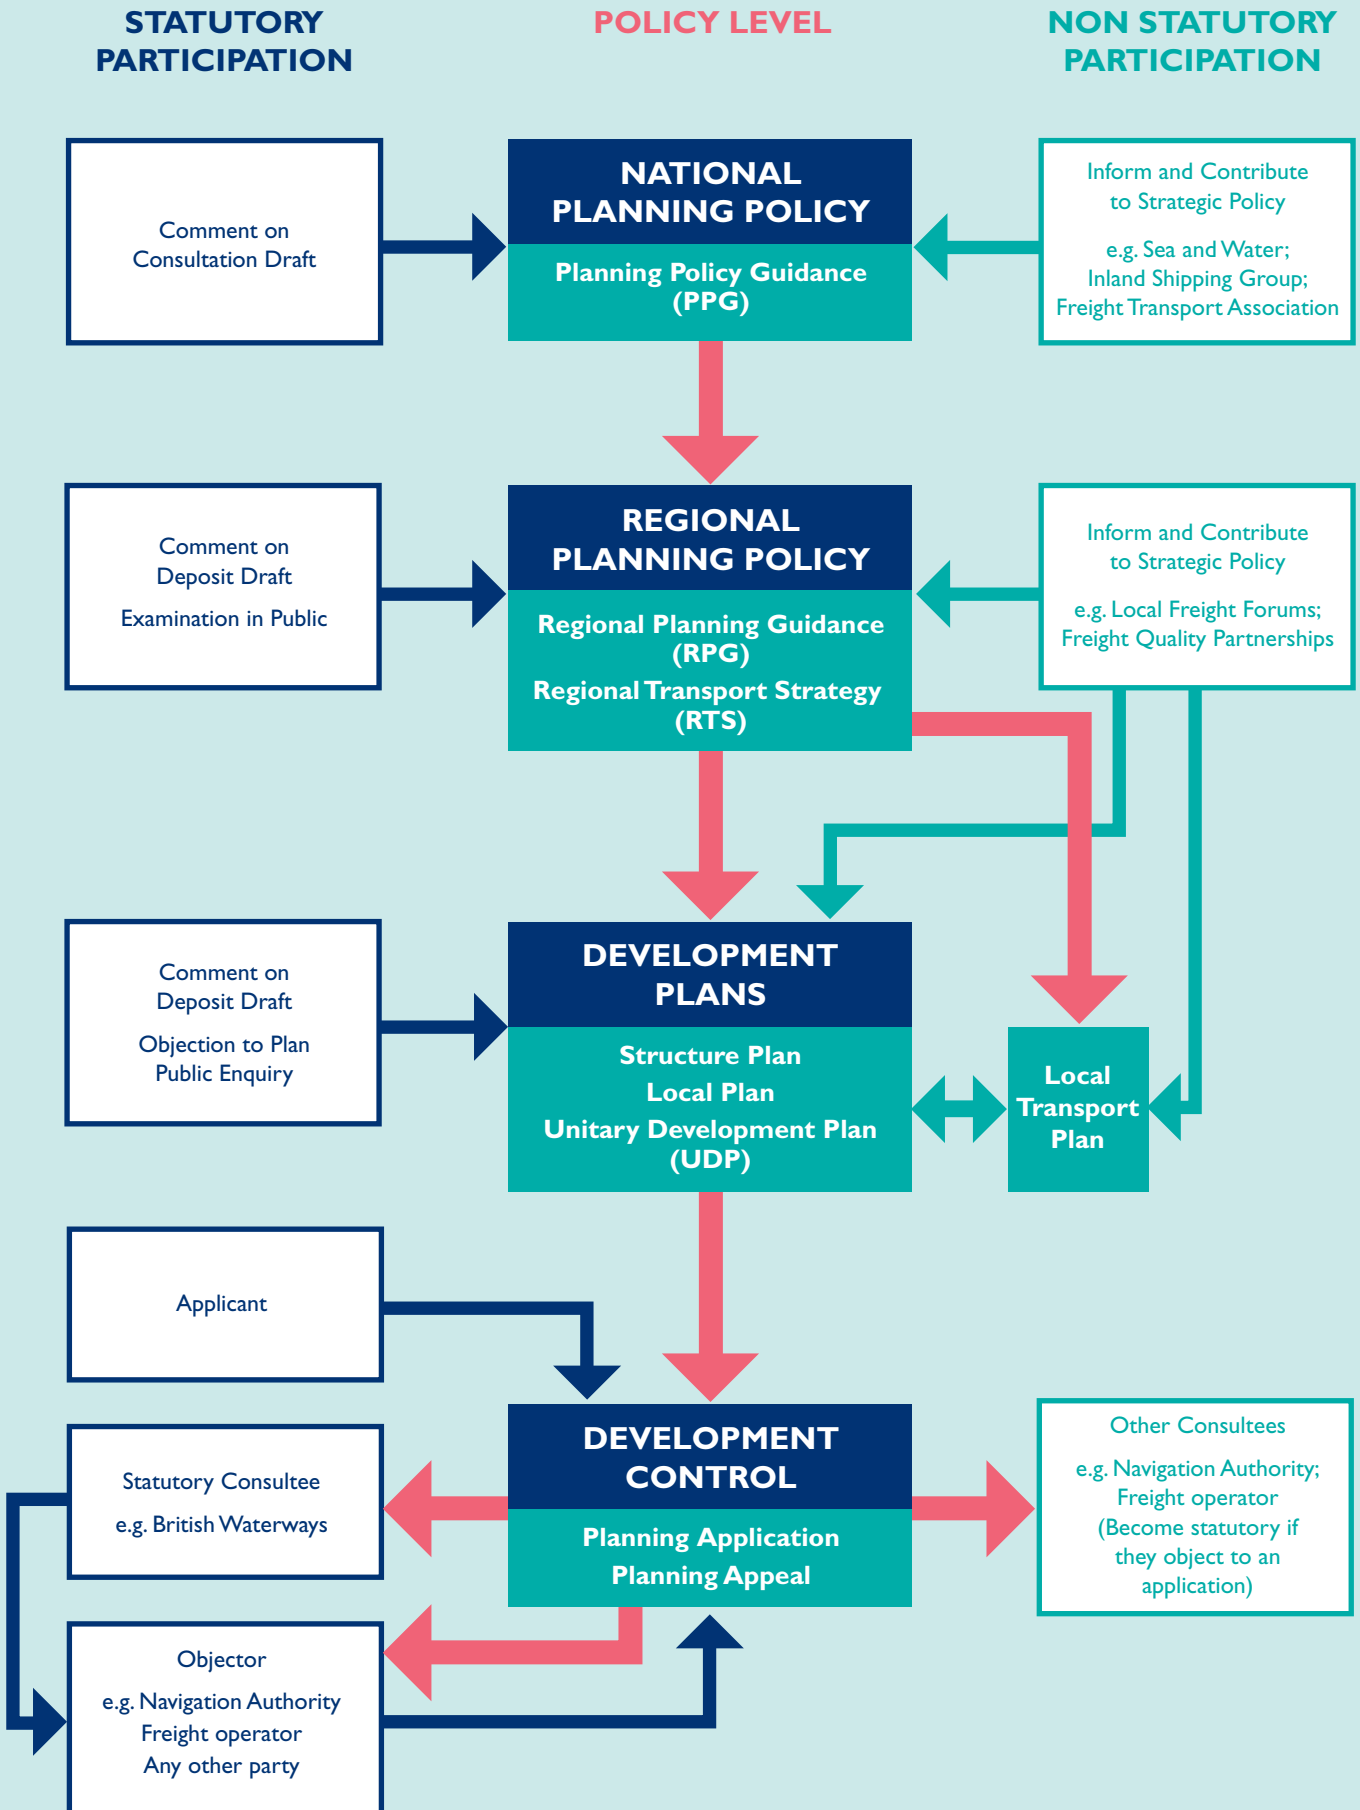 STATUTORY
PARTICIPATION
POLICY LEVEL
NON STATUTORY
PARTICIPATION
Comment on
Consultation Draft
NATIONAL
PLANNING POLICY
Planning Policy Guidance
(PPG)
Inform and Contribute
to Strategic Policy
e.g. Sea and Water;
Inland Shipping Group;
Freight Transport Association
Comment on
Deposit Draft
Examination in Public
REGIONAL
PLANNING POLICY
Regional Planning Guidance
(RPG)
Regional Transport Strategy
(RTS)
Inform and Contribute
to Strategic Policy
e.g. Local Freight Forums;
Freight Quality Partnerships
Comment on
Deposit Draft
Objection to Plan
Public Enquiry
DEVELOPMENT
PLANS
Structure Plan
Local Plan
Unitary Development Plan
(UDP)
Local
Transport
Plan
Applicant
Statutory Consultee
e.g. British Waterways
DEVELOPMENT
CONTROL
Planning Application
Planning Appeal
Other Consultees
e.g. Navigation Authority;
Freight operator
(Become statutory if
they object to an
application)
Objector
e.g. Navigation Authority
Freight operator
Any other party